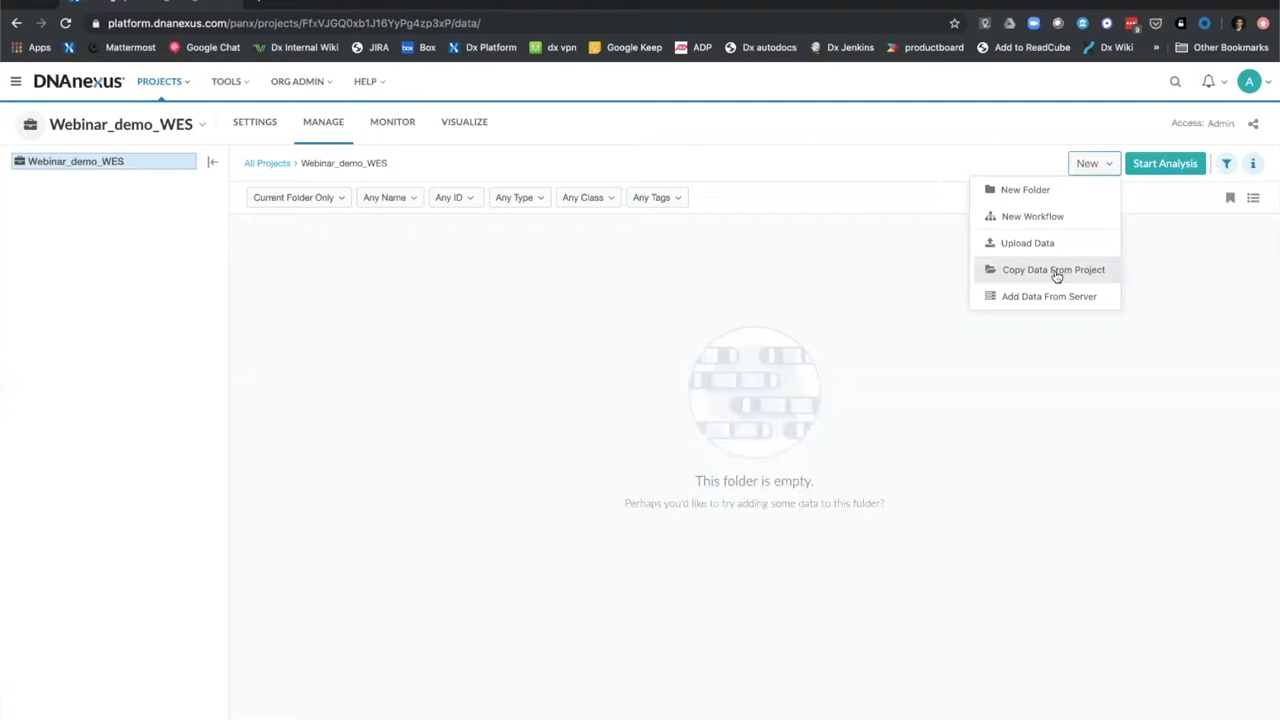 platform.dnanexus.com/panx/projects/FfxVJGQ0xb1J16YyPg4zp3xP/data/
Apps Mattermost Google Chat Dx Internal Wiki JIRA box Box Dx Platform dx vpn Google Keep ADP Dx autodocs Dx Jenkins productboard Add to ReadCube Dx Wiki » Other Bookmarks
DNAnexus PROJECTS TOOLS ORG ADMIN HELP A
Webinar_demo_WES SETTINGS MANAGE MONITOR VISUALIZE Access: Admin
Webinar_demo_WES
All Projects > Webinar_demo_WES New Start Analysis
Current Folder Only Any Name Any ID Any Type Any Class Any Tags
New Folder
New Workflow
Upload Data
Copy Data From Project
Add Data From Server
This folder is empty.
Perhaps you'd like to try adding some data to this folder?